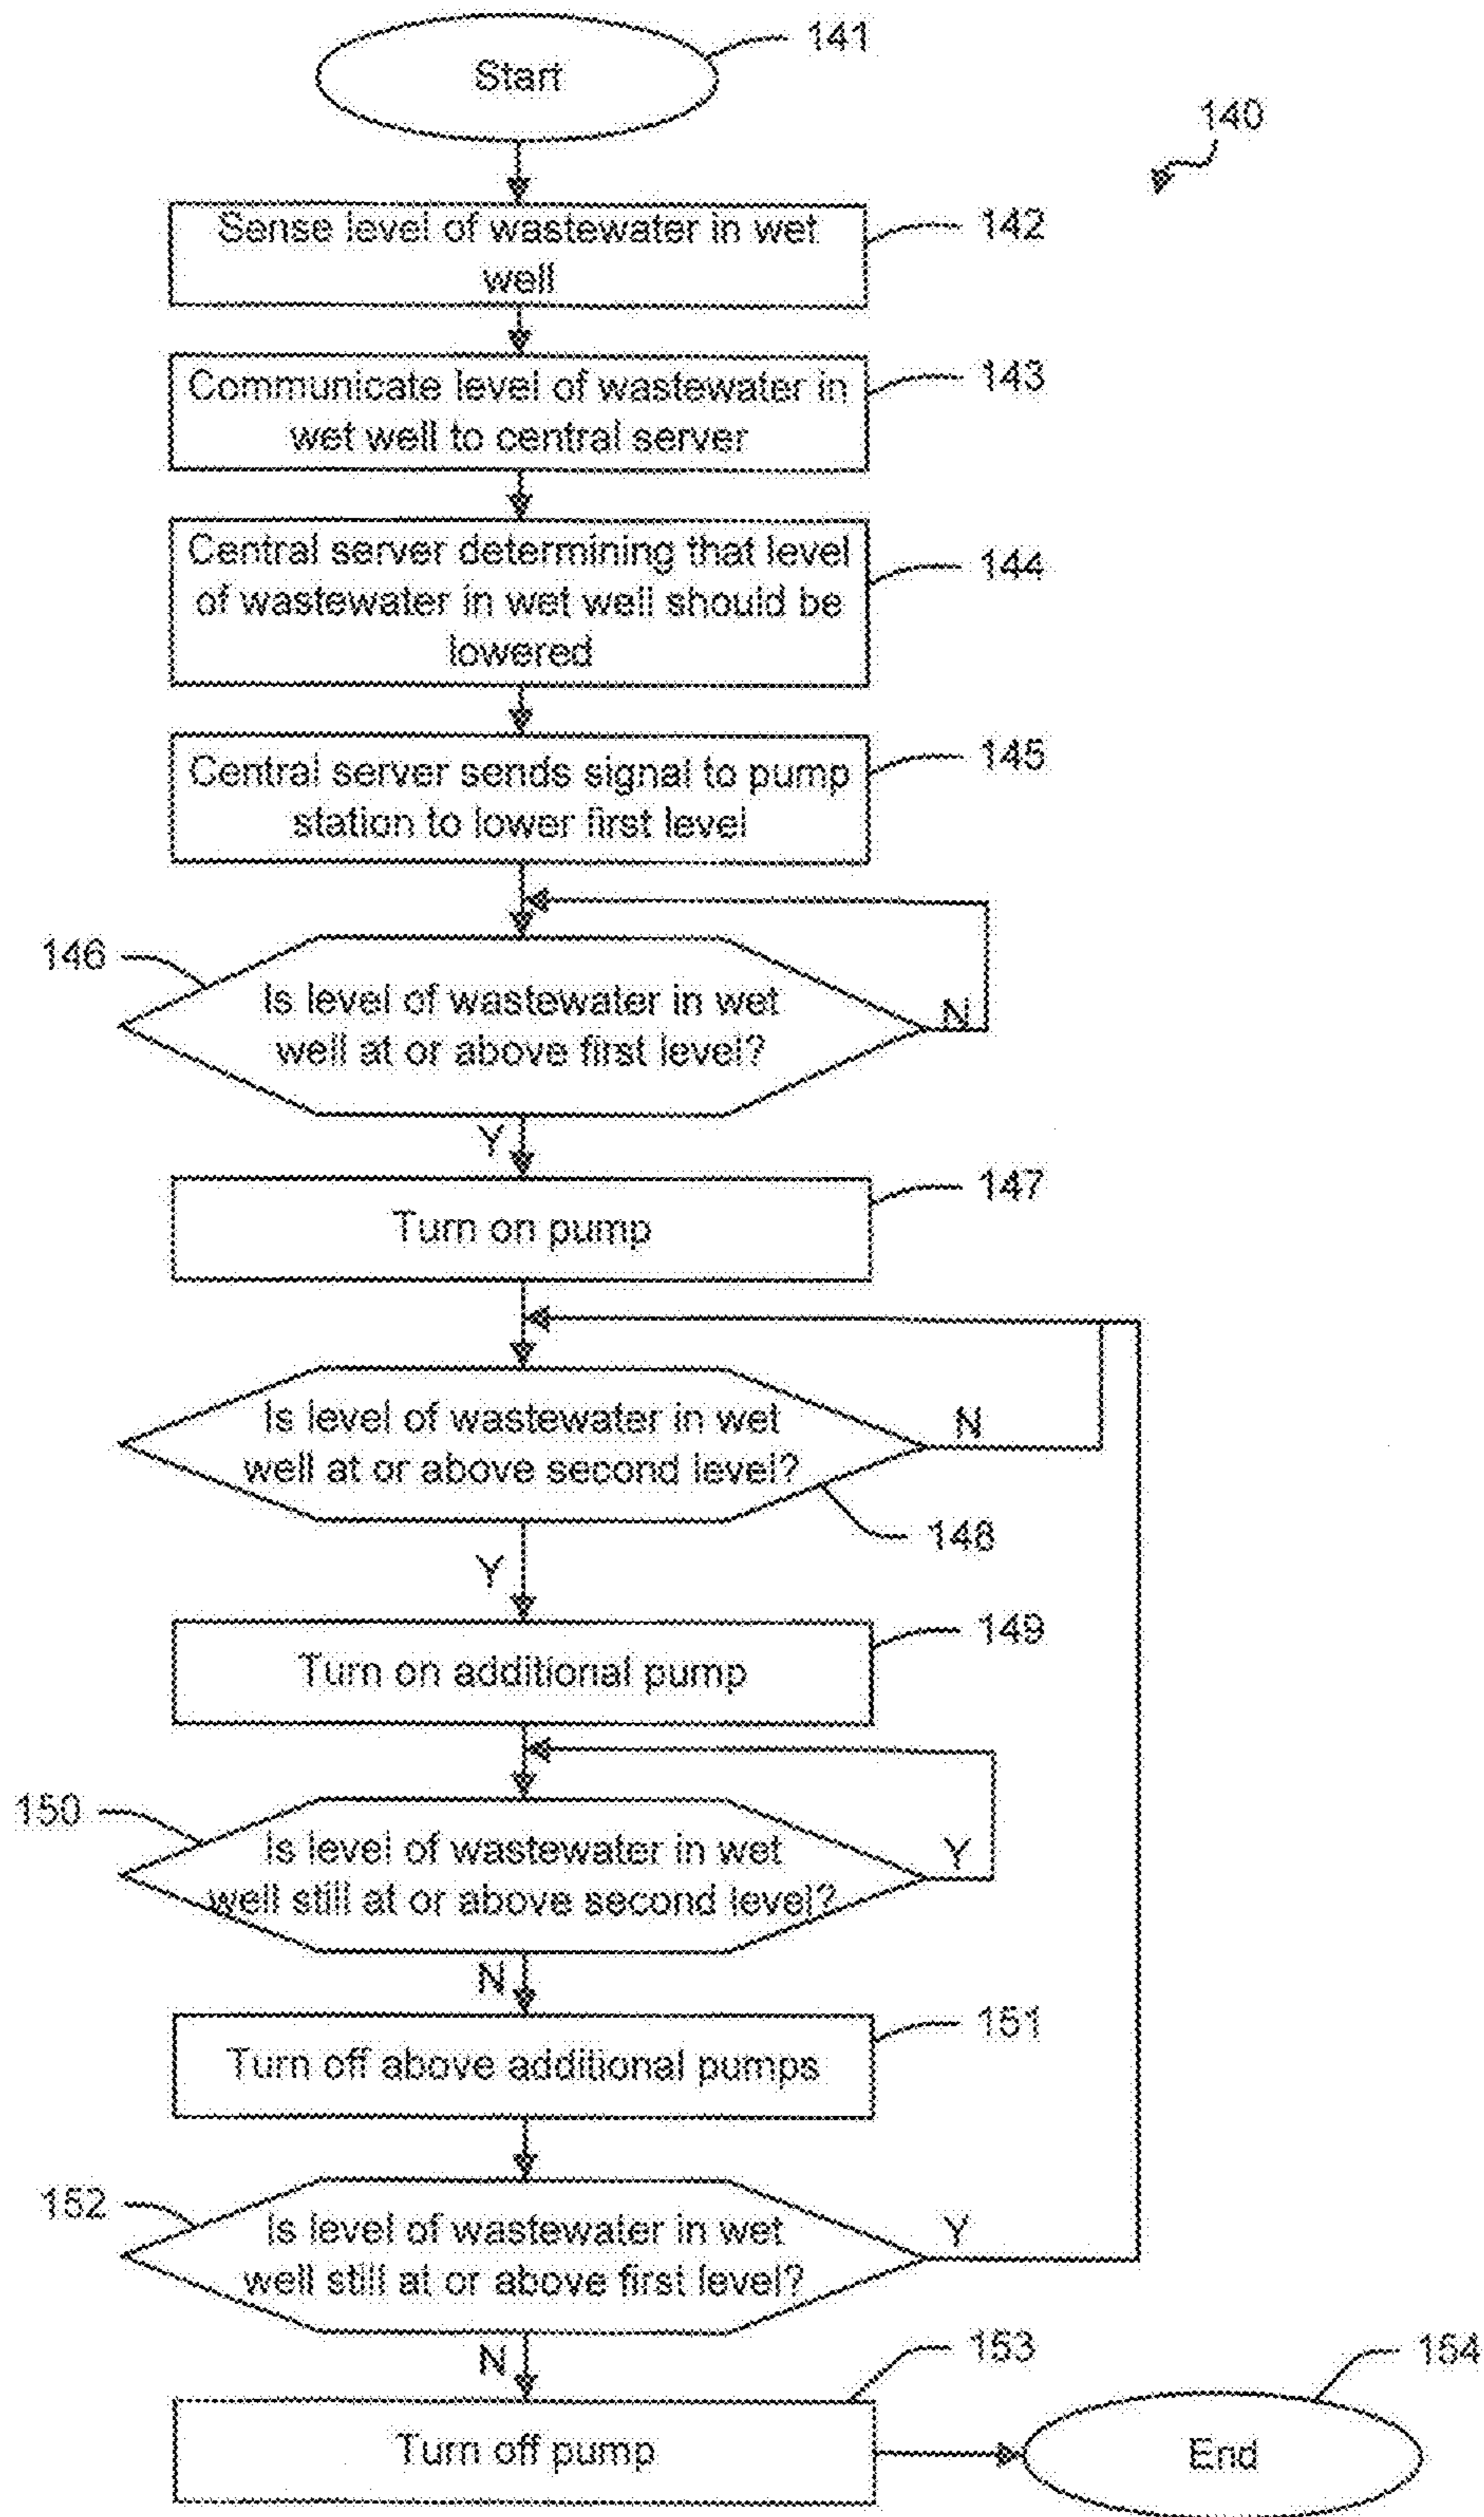 Start
141
140
Sense level of wastewater in wet
well
142
Communicate level of wastewater in
wet well to central server
143
Central server determining that level
of wastewater in wet well should be
lowered
144
Central server sends signal to pump
station to lower first level
145
146
Is level of wastewater in wet
well at or above first level?
N
Y
Turn on pump
147
Is level of wastewater in wet
well at or above second level?
N
148
Y
Turn on additional pump
149
150
Is level of wastewater in wet
well still at or above second level?
Y
N
Turn off above additional pumps
151
152
Is level of wastewater in wet
well still at or above first level?
Y
N
Turn off pump
153
End
154